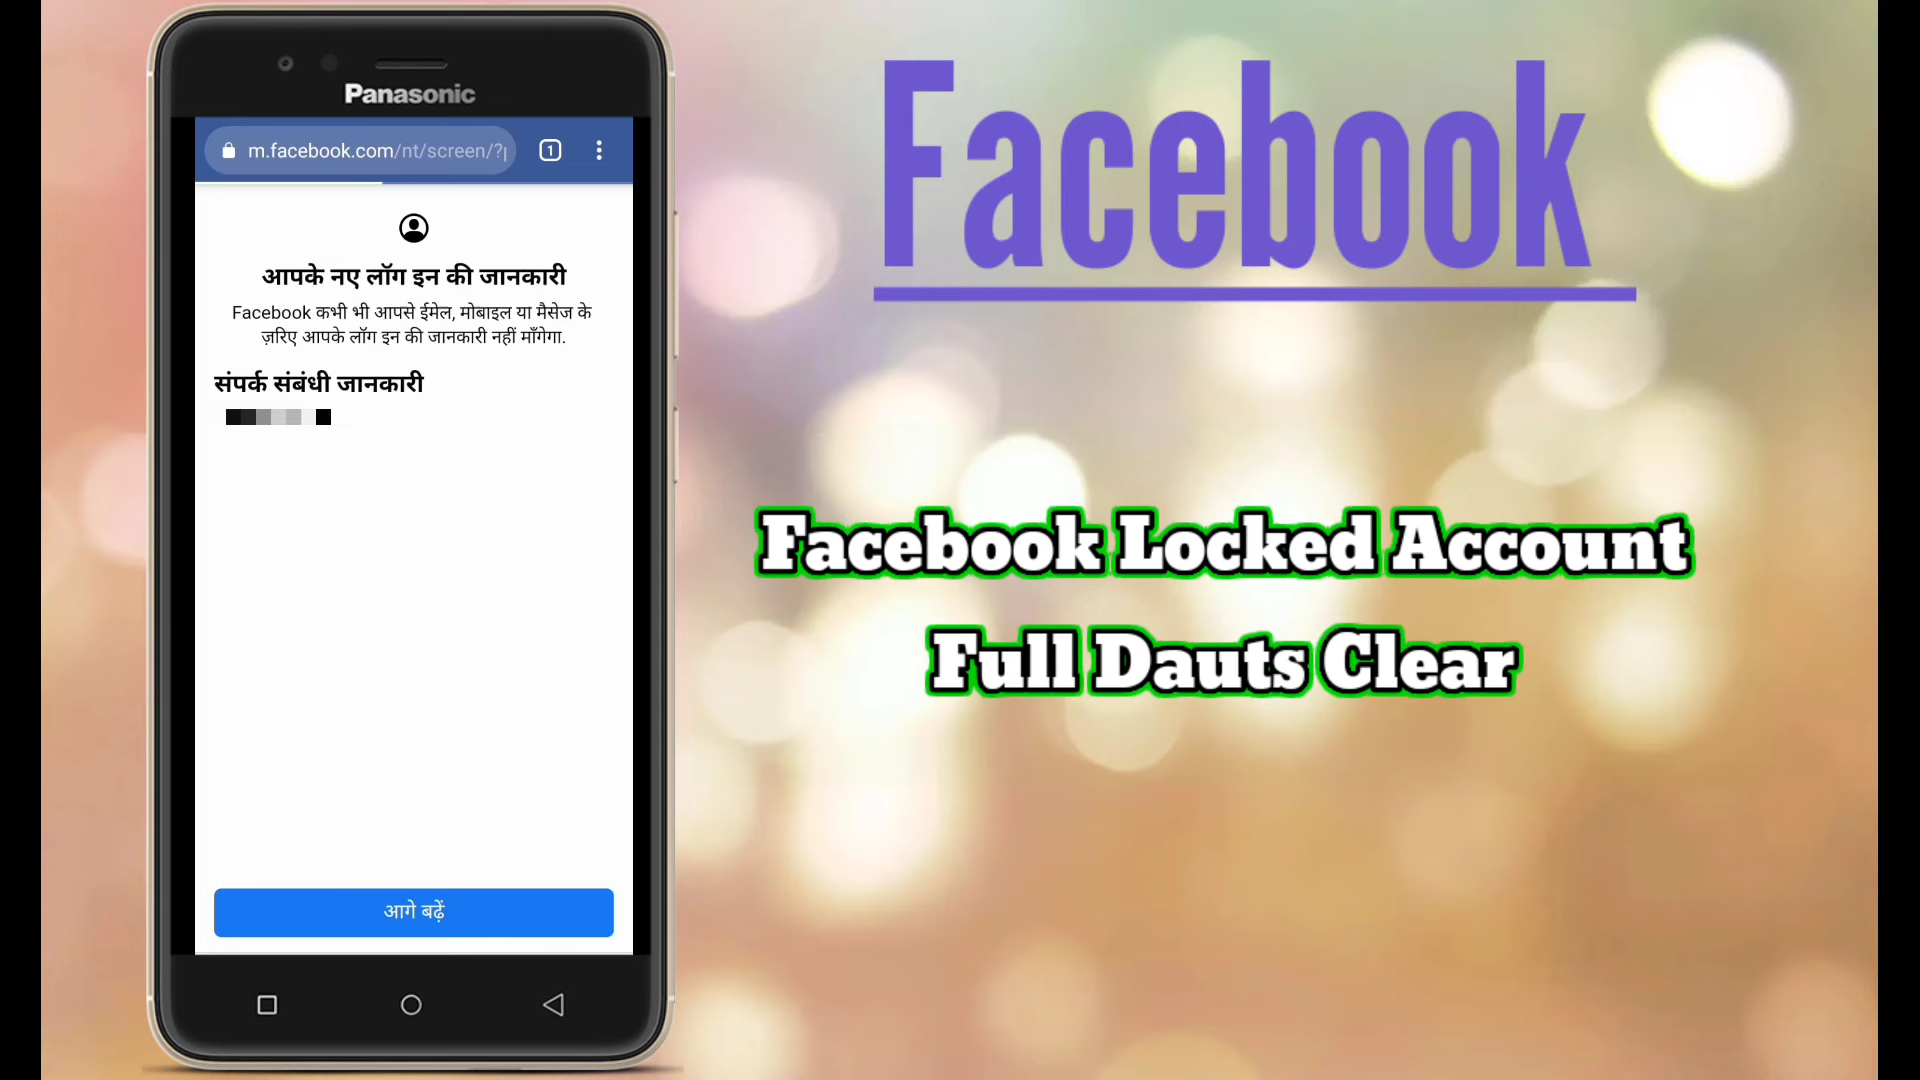 Panasonic
m.facebook.com/nt/screen/?
1
आपके नए लॉग इन की जानकारी
Facebook कभी भी आपसे ईमेल, मोबाइल या मैसेज के
ज़रिए आपके लॉग इन की जानकारी नहीं माँगेगा.
संपर्क संबंधी जानकारी
आगे बढ़ें
Facebook
Facebook Locked Account
Full Dauts Clear